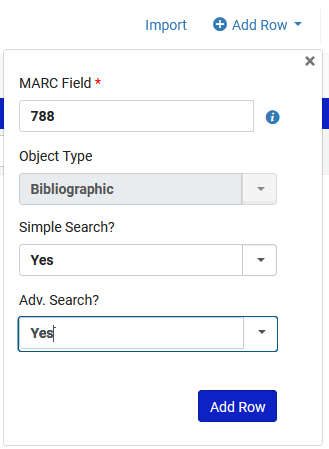 Import
Add Row
MARC Field *
788
Object Type
Bibliographic
Simple Search?
Yes
Adv. Search?
Yes
Add Row